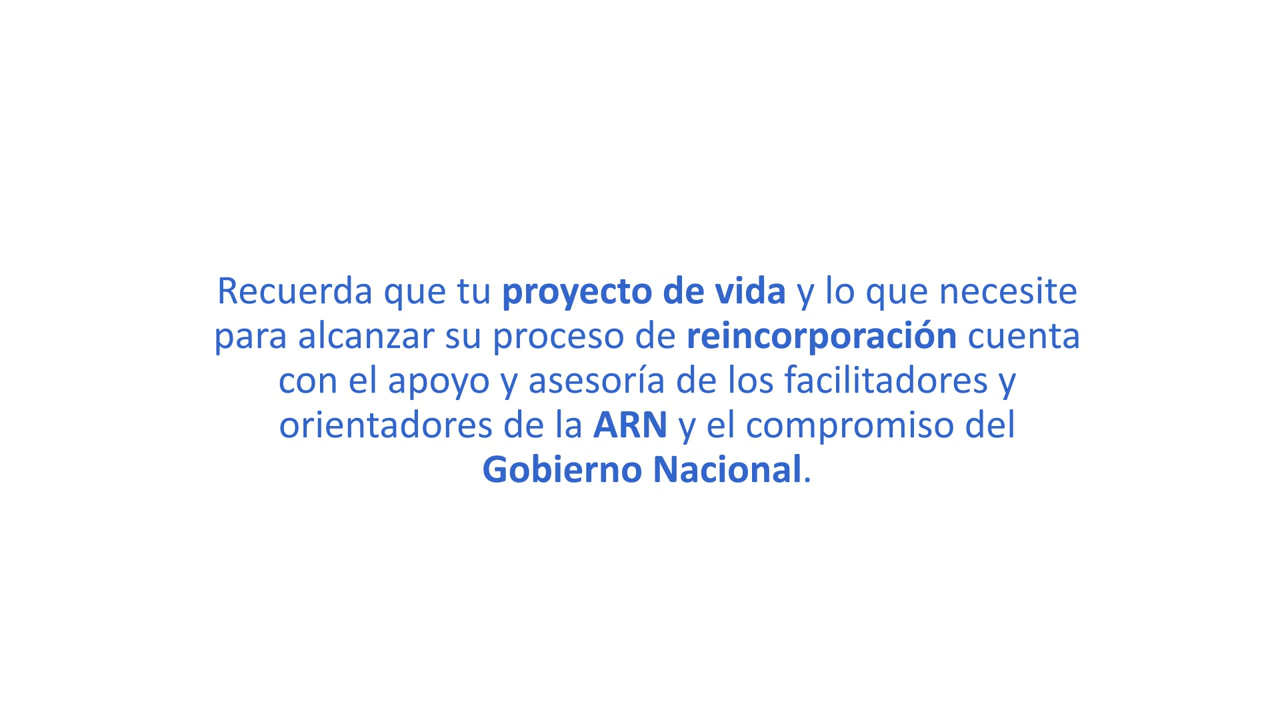 Recuerda que tu proyecto de vida y lo que necesite
para alcanzar su proceso de reincorporación cuenta
con el apoyo y asesoría de los facilitadores y
orientadores de la ARN y el compromiso del
Gobierno Nacional.